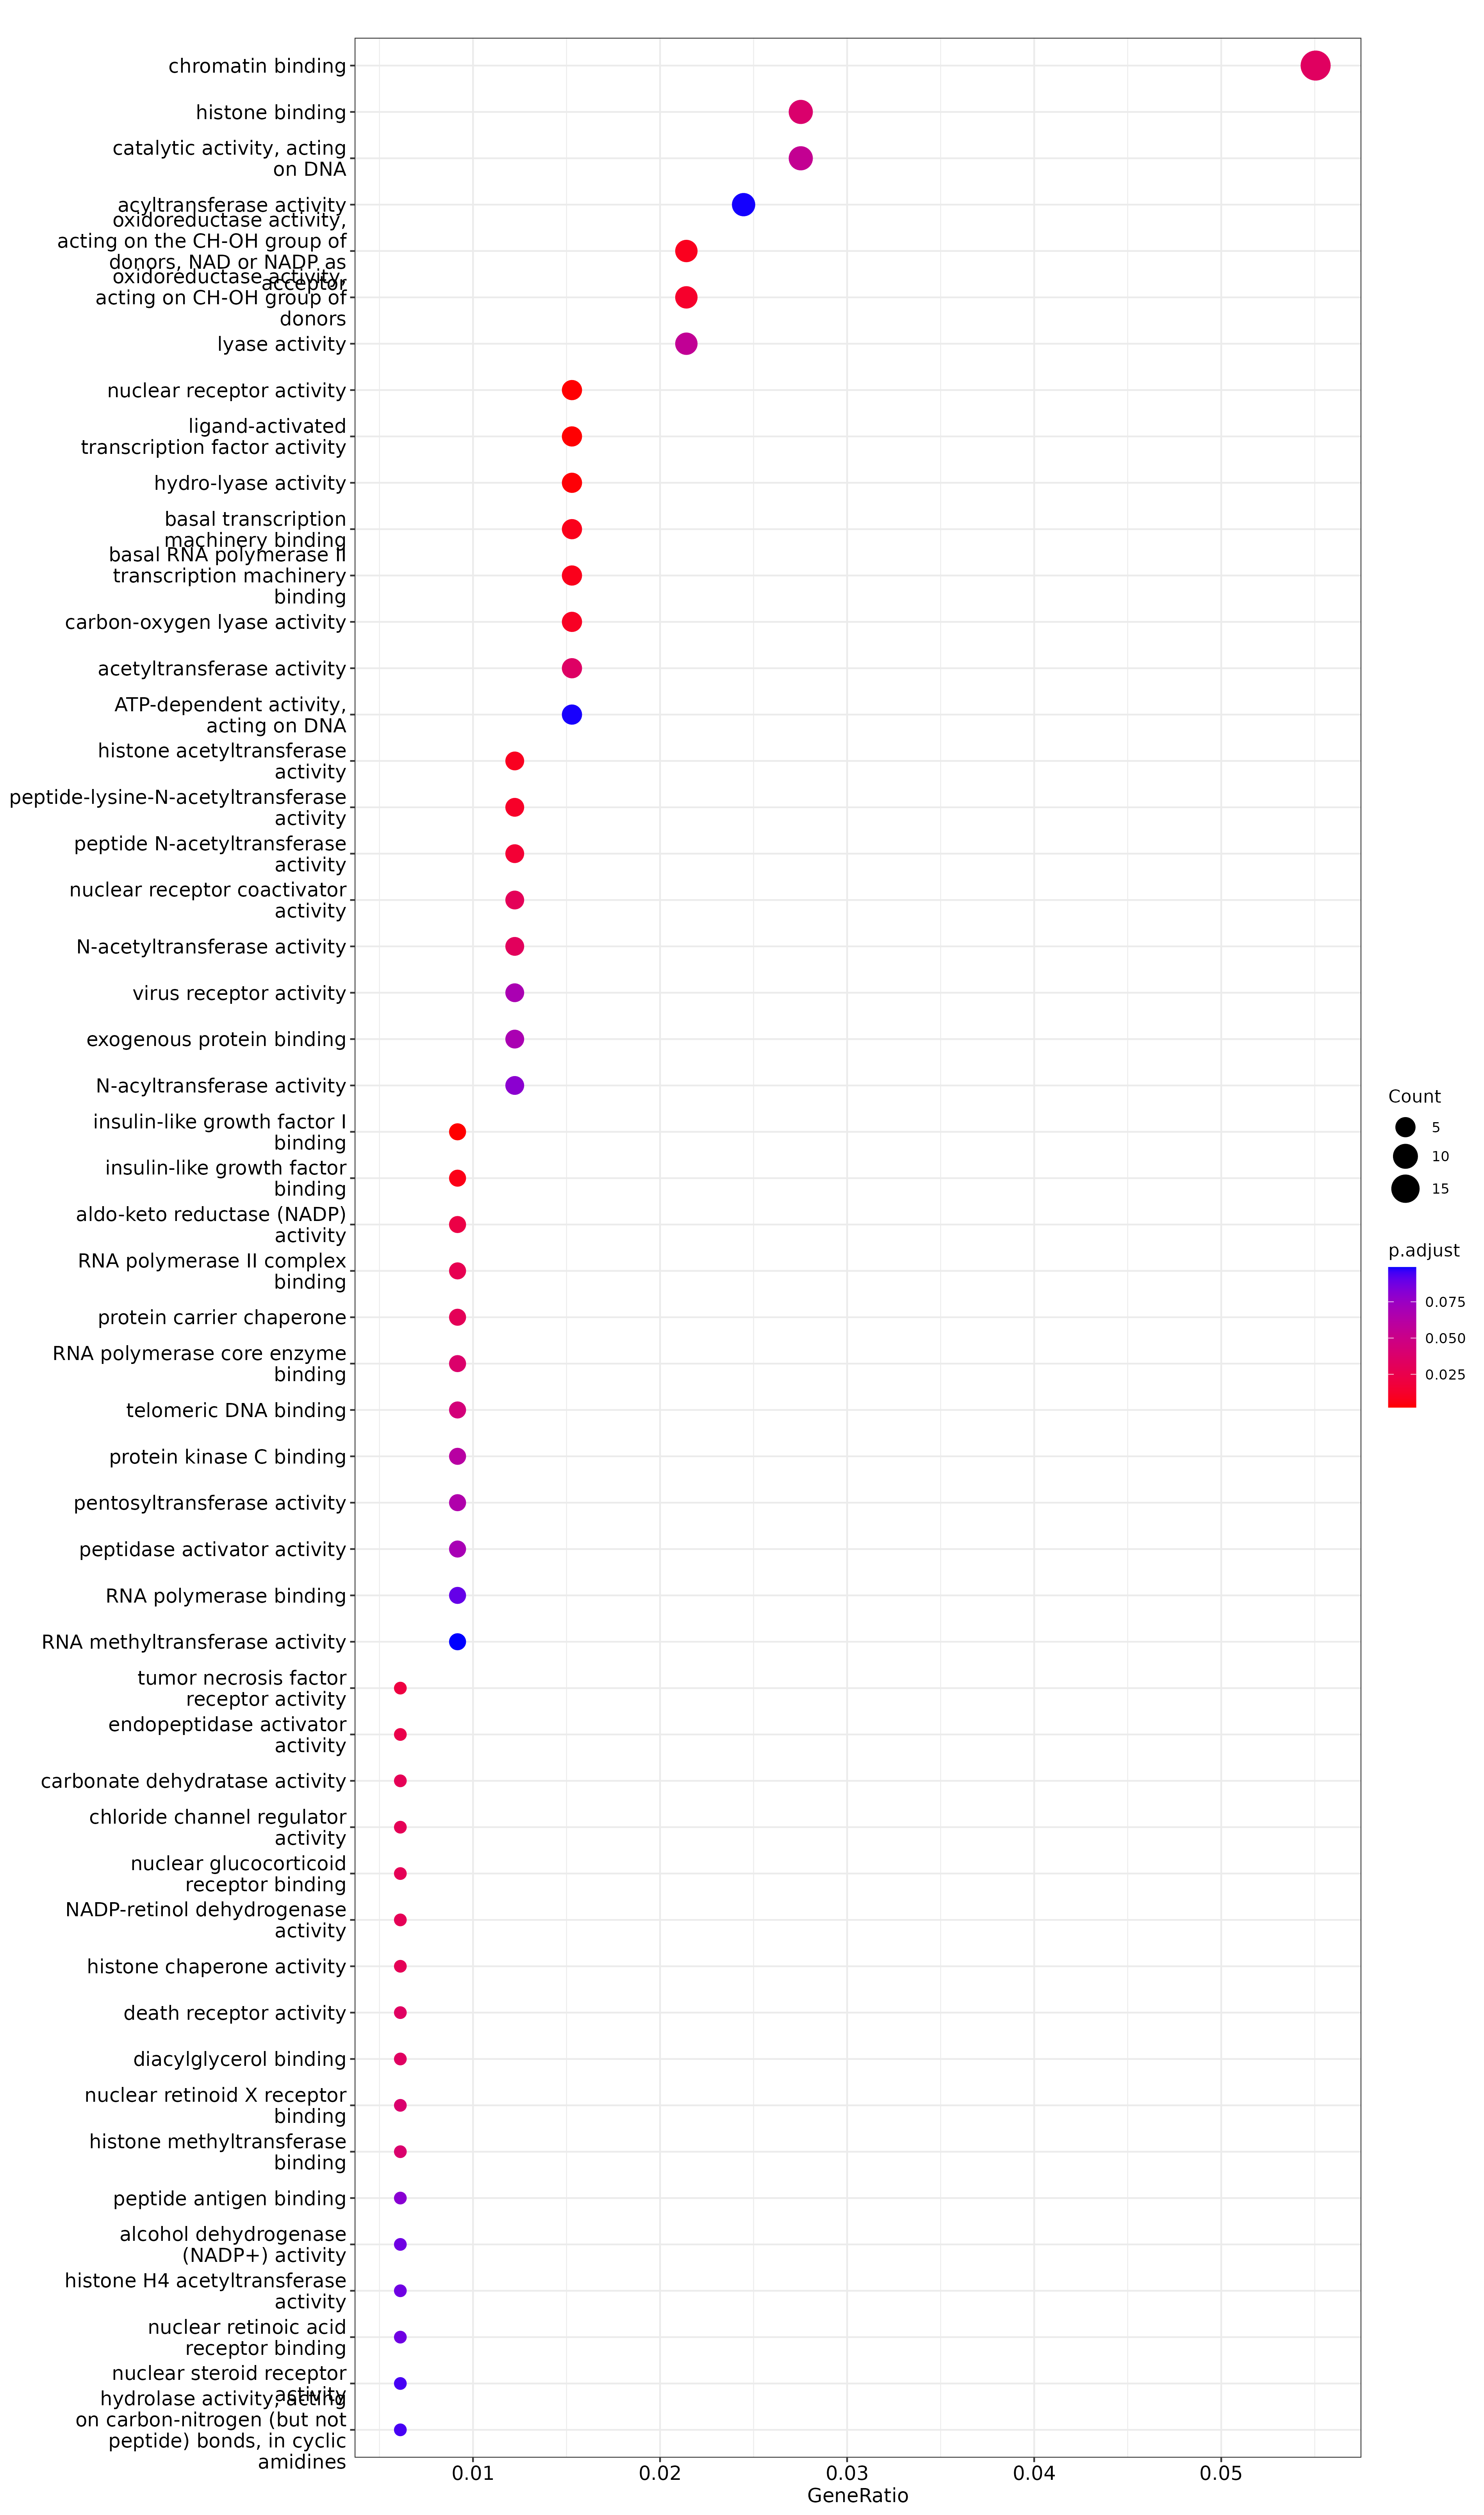 chromatin binding
histone binding
catalytic activity, acting
on DNA
acyltransferase activity
oxidoreductase activity,
acting on the CH-OH group of
donors, NAD or NADP as
acceptor
oxidoreductase activity,
acting on CH-OH group of
donors
lyase activity
nuclear receptor activity
ligand-activated
transcription factor activity
hydro-lyase activity
basal transcription
machinery binding
basal RNA polymerase II
transcription machinery
binding
carbon-oxygen lyase activity
acetyltransferase activity
ATP-dependent activity,
acting on DNA
histone acetyltransferase
activity
peptide-lysine-N-acetyltransferase
activity
peptide N-acetyltransferase
activity
nuclear receptor coactivator
activity
N-acetyltransferase activity
virus receptor activity
exogenous protein binding
N-acyltransferase activity
insulin-like growth factor I
binding
insulin-like growth factor
binding
aldo-keto reductase (NADP)
activity
RNA polymerase II complex
binding
protein carrier chaperone
RNA polymerase core enzyme
binding
telomeric DNA binding
protein kinase C binding
pentosyltransferase activity
peptidase activator activity
RNA polymerase binding
RNA methyltransferase activity
tumor necrosis factor
receptor activity
endopeptidase activator
activity
carbonate dehydratase activity
chloride channel regulator
activity
nuclear glucocorticoid
receptor binding
NADP-retinol dehydrogenase
activity
histone chaperone activity
death receptor activity
diacylglycerol binding
nuclear retinoid X receptor
binding
histone methyltransferase
binding
peptide antigen binding
alcohol dehydrogenase
(NADP+) activity
histone H4 acetyltransferase
activity
nuclear retinoic acid
receptor binding
nuclear steroid receptor
activity
hydrolase activity, acting
on carbon-nitrogen (but not
peptide) bonds, in cyclic
amidines
0.01
0.02
0.03
0.04
0.05
GeneRatio
Count
5
10
15
p.adjust
0.075
0.050
0.025